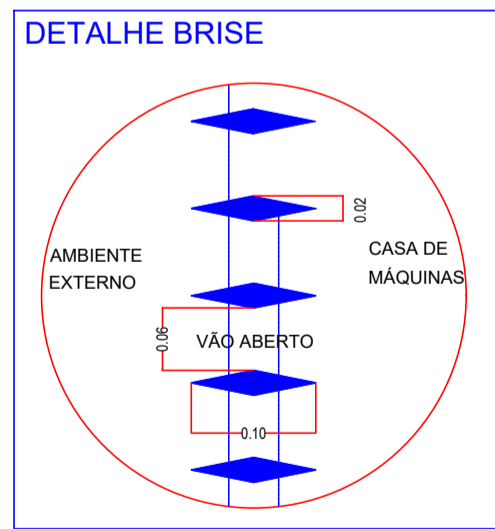 DETALHE BRISE
0.02
AMBIENTE
EXTERNO
CASA DE
MÁQUINAS
0.06
VÃO ABERTO
0.10